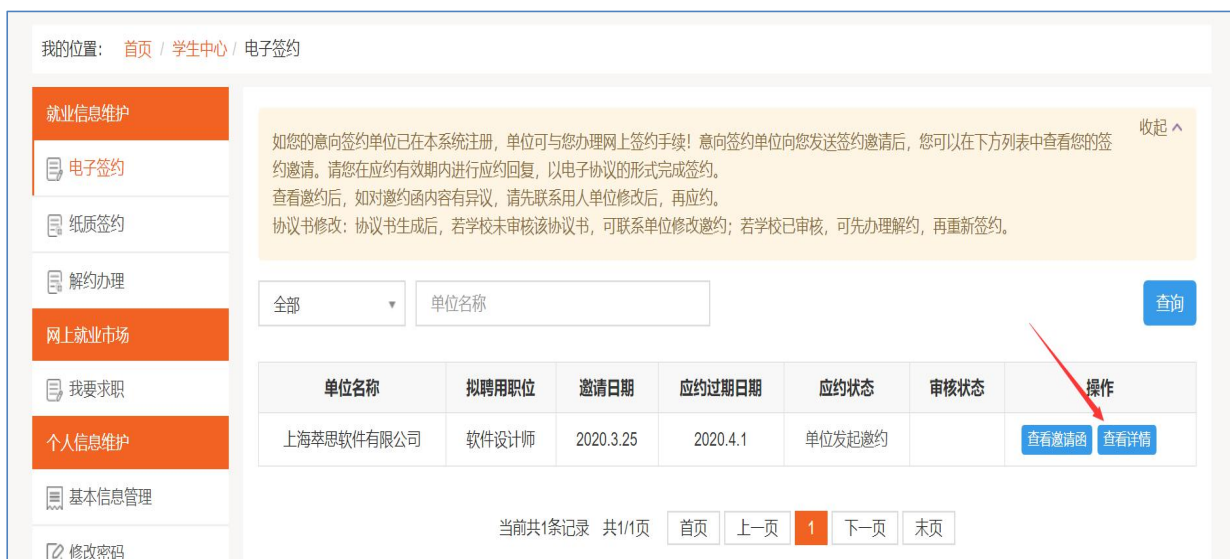 我的位置： 首页 / 学生中心 / 电子签约
就业信息维护
电子签约
纸质签约
解约办理
网上就业市场
我要求职
个人信息维护
基本信息管理
修改密码
收起
如您的意向签约单位已在本系统注册，单位可与您办理网上签约手续！意向签约单位向您发送签约邀请后，您可以在下方列表中查看您的签
约邀请。请您在应约有效期内进行应约回复，以电子协议的形式完成签约。
查看邀约后，如对邀约函内容有异议，请先联系用人单位修改后，再应约。
协议书修改：协议书生成后，若学校未审核该协议书，可联系单位修改邀约；若学校已审核，可先办理解约，再重新签约。
全部 单位名称 查询
单位名称 拟聘用职位 邀请日期 应约过期日期 应约状态 审核状态 操作
上海萃思软件有限公司 软件设计师 2020.3.25 2020.4.1 单位发起邀约 查看邀请函 查看详情
当前共1条记录 共1/1页 首页 上一页 1 下一页 末页